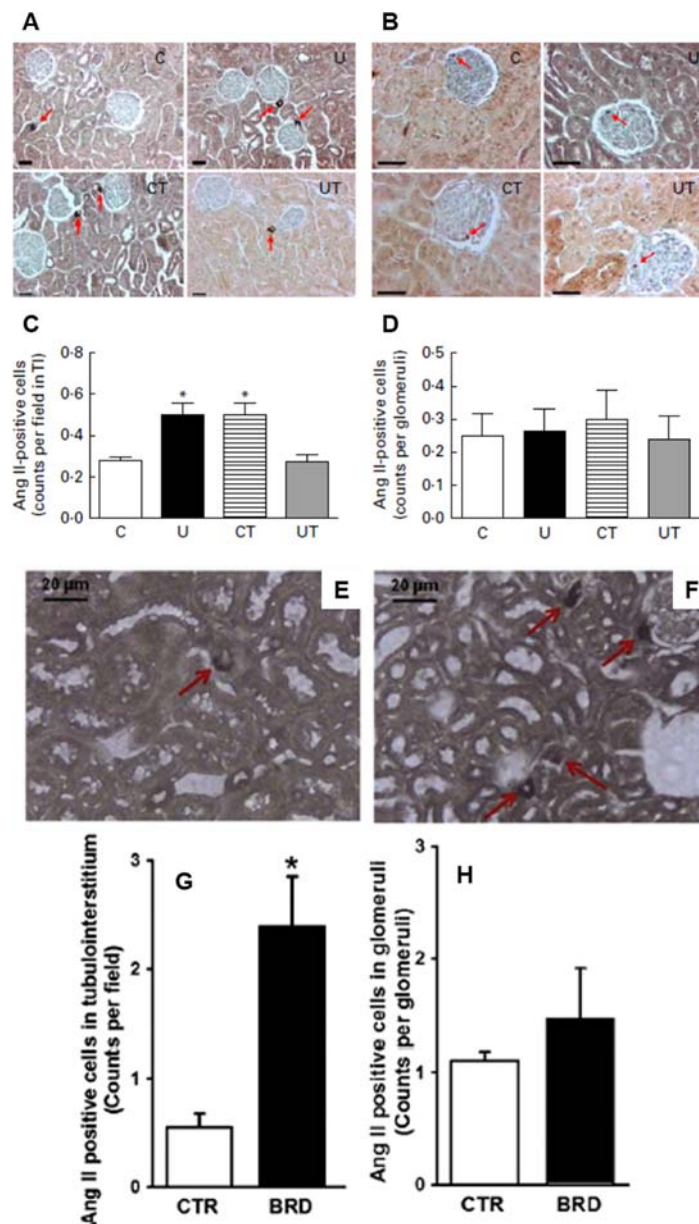 A
B
C
U
C
U
CT
UT
CT
UT
C
D
Ang II-positive cells
(counts per field in TI)
0·8
0·6
0·4
0·2
0·0
*
*
C
U
CT
UT
Ang II-positive cells
(counts per glomeruli)
0·5
0·4
0·3
0·2
0·1
0·0
C
U
CT
UT
20 µm
E
20 µm
F
G
Ang II positive cells in tubulointerstitium
(Counts per field)
3
2
1
0
*
CTR
BRD
H
Ang II positive cells in glomeruli
(Counts per glomeruli)
3
2
1
0
CTR
BRD